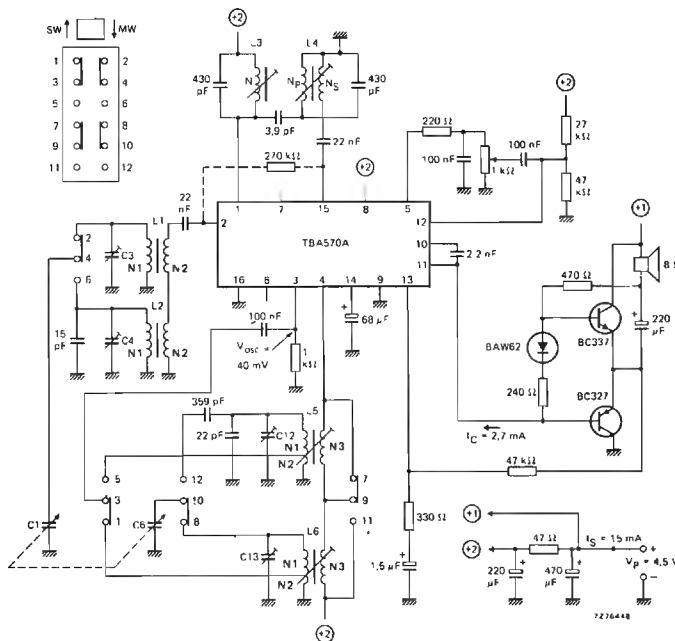 SW MW
+2
L3 L4
1 2
3 4
5 6
7 8
9 10
11 12
430 pF
N
Np
Ns
430 pF
3,9 pF
22 nF
270 kΩ
+2
220 Ω
100 nF
1 kΩ
100 nF
+2
27 kΩ
47 kΩ
22 nF
1 7 15 8 5
2
12
10
11
TBA570A
16 6 3 4 14 9 13
2,2 nF
+1
470 Ω
220 µF
BC337
BAW62
240 Ω
BC327
IC = 2,7 mA
L1
2
4
6
C3
N1
N2
L2
15 pF
C4
N1
N2
100 nF
Vosc = 40 mV
1 kΩ
+
68 µF
359 pF
22 pF
C12
L5
N1
N2
N3
5
3
1
12
10
8
7
9
11
C1
C6
C13
L6
N1
N2
N3
+2
47 kΩ
330 Ω
+
1,6 µF
+1
+2
47 Ω
IS = 15 mA
+
VP = 4,5 V
−
220 µF
470 µF
7276448